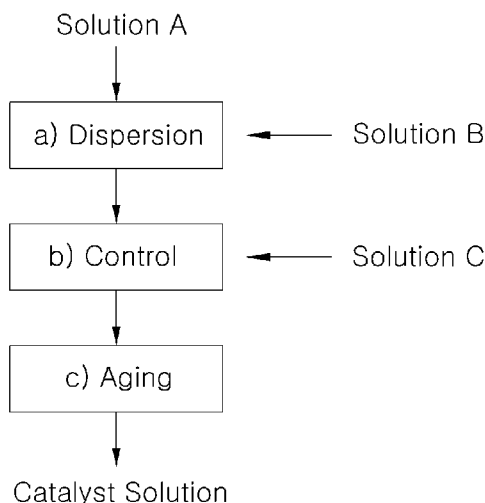 Solution A
a) Dispersion
Solution B
b) Control
Solution C
c) Aging
Catalyst Solution